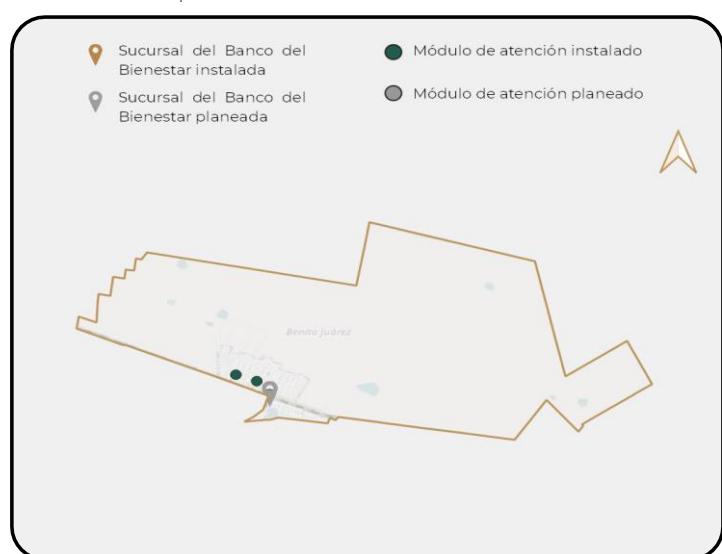 Sucursal del Banco del
Bienestar instalada
Sucursal del Banco del
Bienestar planeada
Módulo de atención instalado
Módulo de atención planeado
Benito Juárez